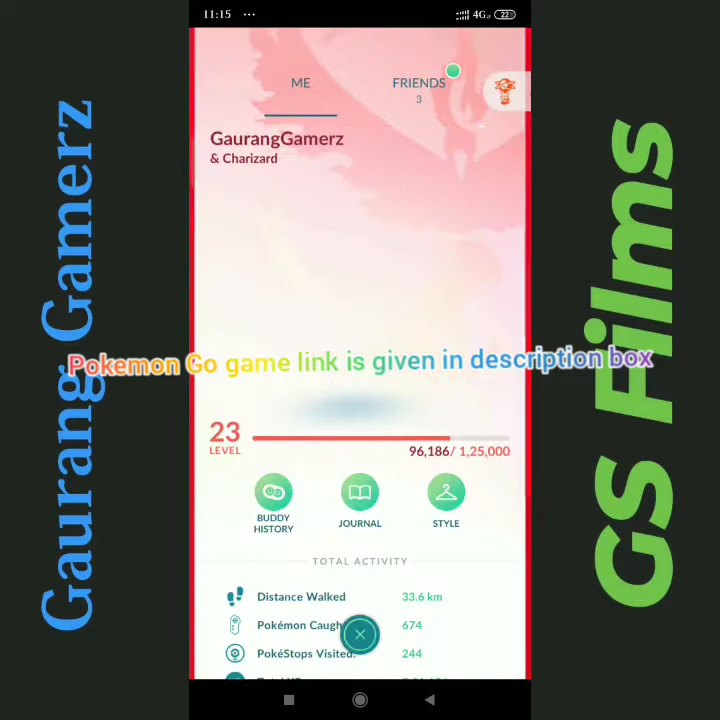 11:15 ... 4G 22
ME FRIENDS
3
GaurangGamerz
& Charizard
Gaurang Gamerz
GS Films
Pokemon Go game link is given in description box
23
LEVEL
96,186/ 1,25,000
BUDDY HISTORY
JOURNAL
STYLE
TOTAL ACTIVITY
Distance Walked 33.6 km
Pokémon Caugh 674
PokéStops Visited: 244